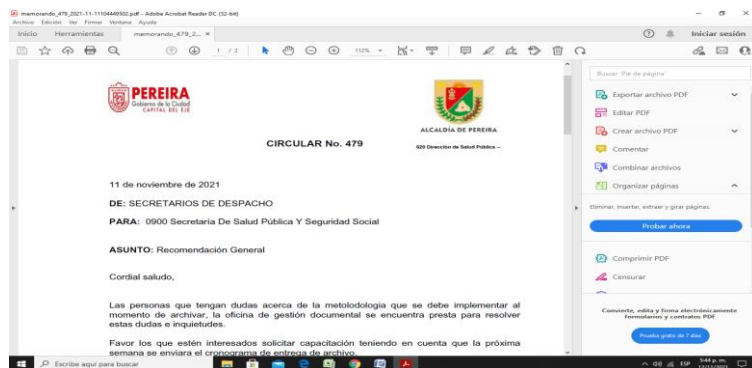 memorando_479_2021-11-11104449502.pdf - Adobe Acrobat Reader DC (32-bit)
Archivo Edición Ver Firmar Ventana Ayuda
Inicio Herramientas memorando_479_2... × Iniciar sesión
1 / 2 112%
PEREIRA
Gobierno de la Ciudad
CAPITAL DEL EJE
ALCALDÍA DE PEREIRA
CIRCULAR No. 479
920 Dirección de Salud Pública –
11 de noviembre de 2021
DE: SECRETARIOS DE DESPACHO
PARA: 0900 Secretaría De Salud Pública Y Seguridad Social
ASUNTO: Recomendación General
Cordial saludo,
Las personas que tengan dudas acerca de la metolodologia que se debe implementar al
momento de archivar, la oficina de gestión documental se encuentra presta para resolver
estas dudas e inquietudes.
Favor los que estén interesados solicitar capacitación teniendo en cuenta que la próxima
semana se enviara el cronograma de entrega de archivo.
Buscar 'Pie de página'
Exportar archivo PDF
Editar PDF
Crear archivo PDF
Comentar
Combinar archivos
Organizar páginas
Eliminar, insertar, extraer y girar páginas.
Probar ahora
Comprimir PDF
Censurar
Convierte, edita y firma electrónicamente
formularios y contratos PDF
Prueba gratis de 7 días
Escribe aquí para buscar
ESP
5:44 p. m.
12/11/2021